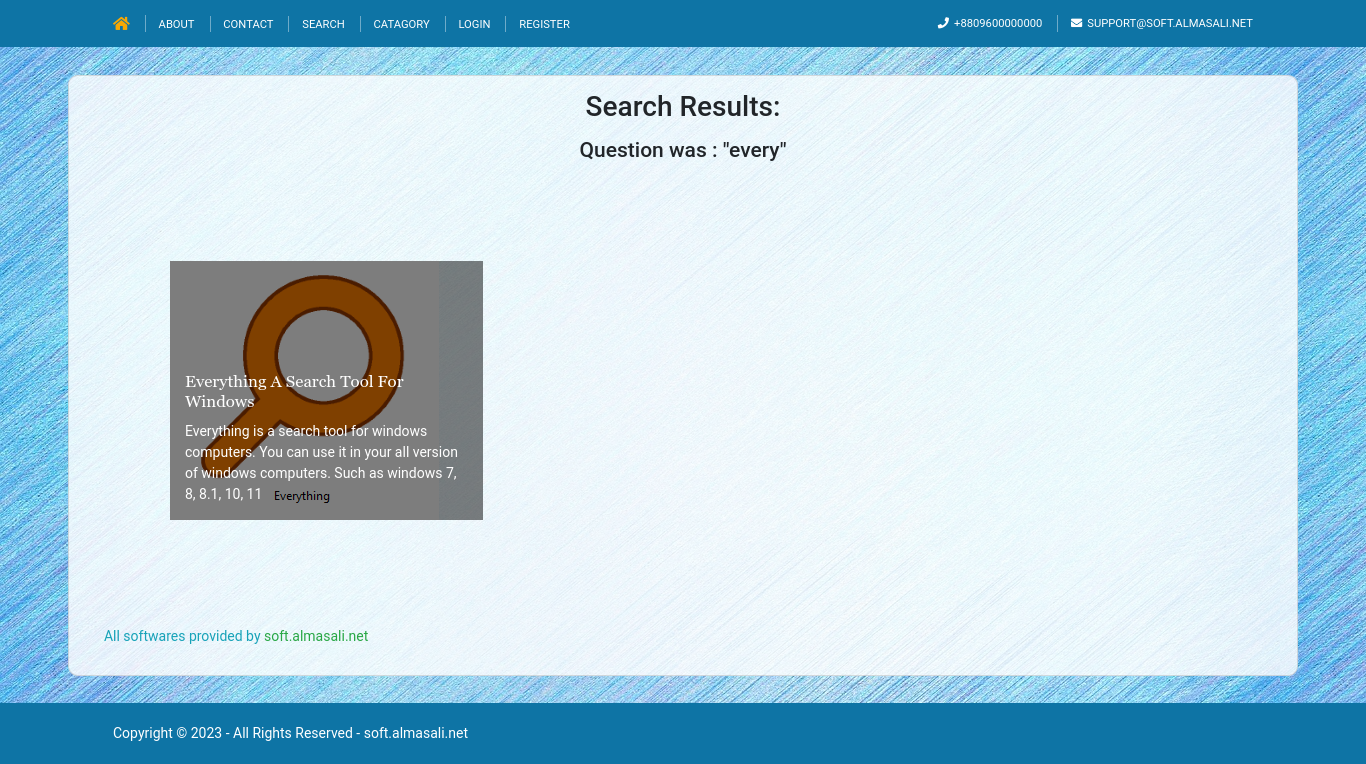 ABOUT CONTACT SEARCH CATAGORY LOGIN REGISTER +8809600000000 SUPPORT@SOFT.ALMASALI.NET
Search Results:
Question was : "every"
Everything A Search Tool For
Windows
Everything is a search tool for windows
computers. You can use it in your all version
of windows computers. Such as windows 7,
8, 8.1, 10, 11
Everything
All softwares provided by soft.almasali.net
Copyright © 2023 - All Rights Reserved - soft.almasali.net